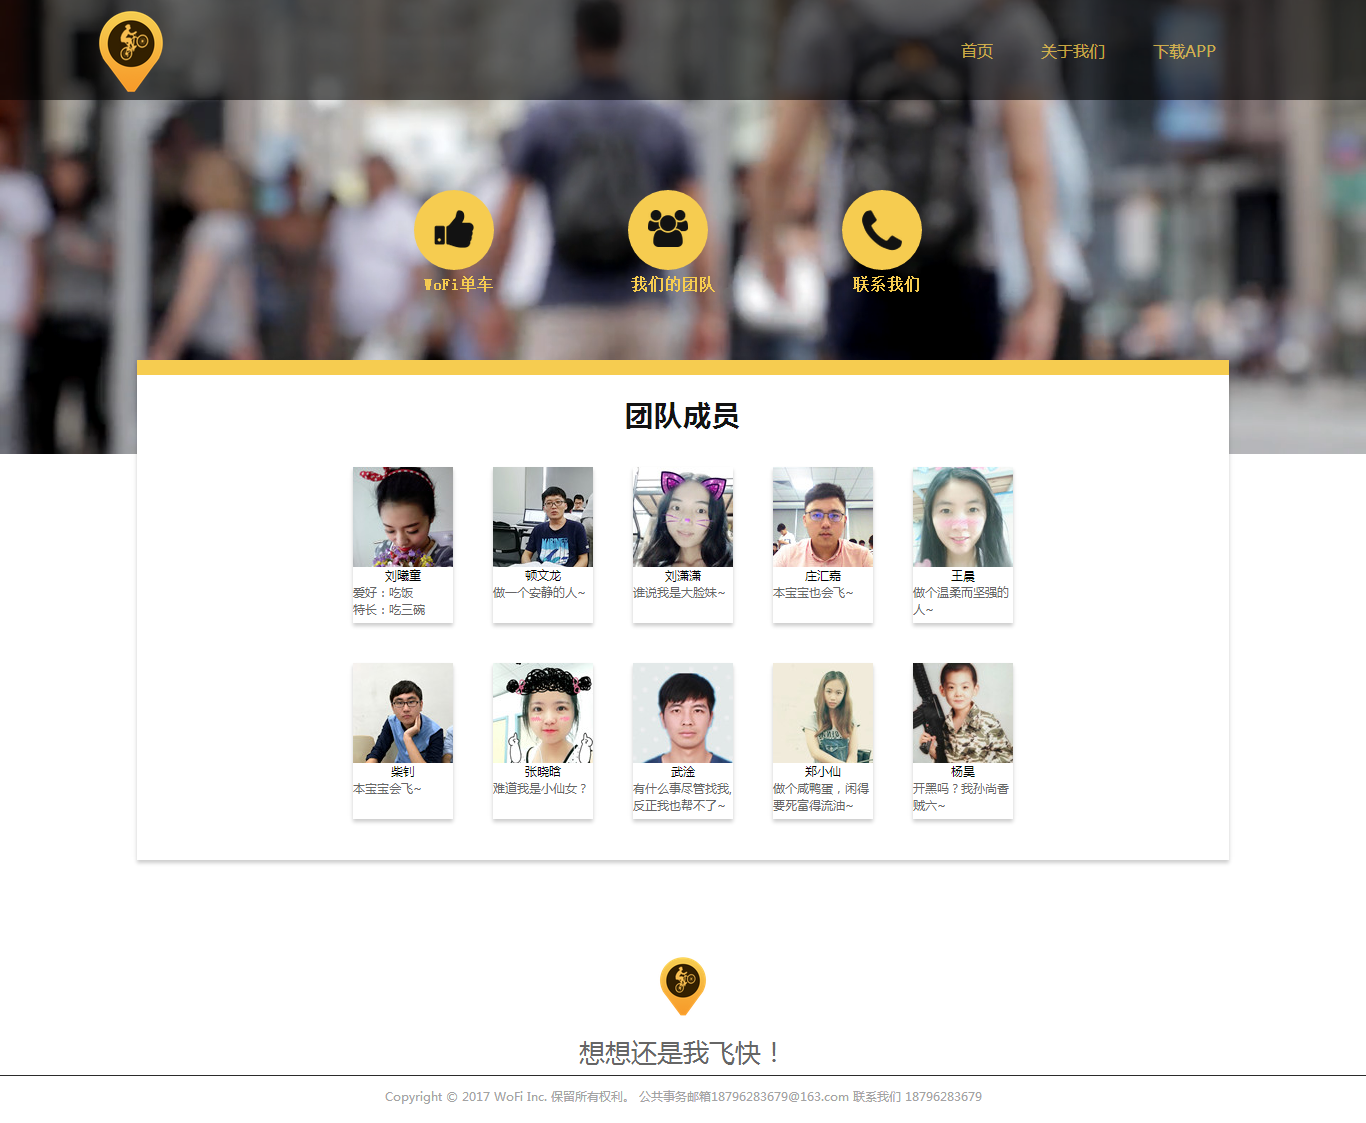 首页 关于我们 下载APP
WoFi单车 我们的团队 联系我们
团队成员
刘曦童
爱好：吃饭
特长：吃三碗
顿文龙
做一个安静的人~
刘潇潇
谁说我是大脸妹~
庄汇嘉
本宝宝也会飞~
王晨
做个温柔而坚强的
人~
柴钊
本宝宝会飞~
张晓晗
难道我是小仙女？
武淦
有什么事尽管找我,
反正我也帮不了~
郑小仙
做个咸鸭蛋，闲得
要死富得流油~
杨昊
开黑吗？我孙尚香
贼六~
想想还是我飞快！
Copyright © 2017 WoFi Inc. 保留所有权利。 公共事务邮箱18796283679@163.com 联系我们 18796283679